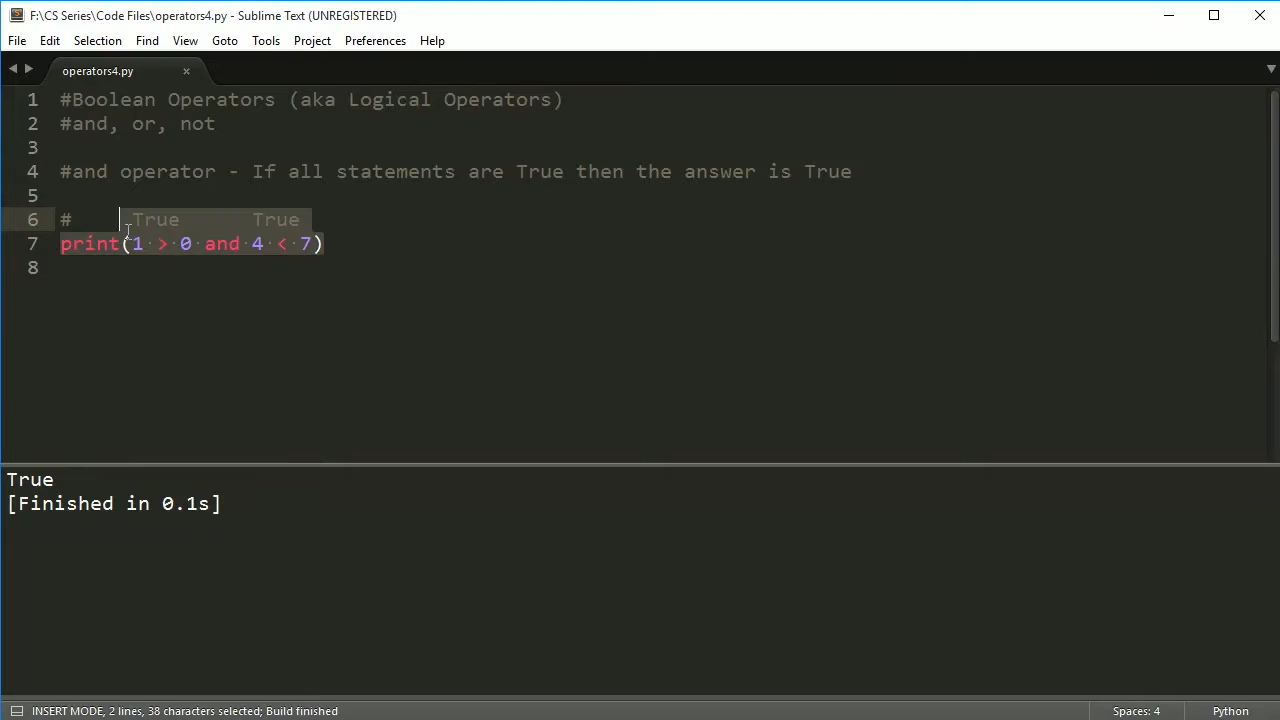 F:\CS Series\Code Files\operators4.py - Sublime Text (UNREGISTERED)
File Edit Selection Find View Goto Tools Project Preferences Help
operators4.py
1 #Boolean Operators (aka Logical Operators)
2 #and, or, not
3
4 #and operator - If all statements are True then the answer is True
5
6 #     True      True
7 print(1 > 0 and 4 < 7)
8
True
[Finished in 0.1s]
INSERT MODE, 2 lines, 38 characters selected; Build finished Spaces: 4 Python